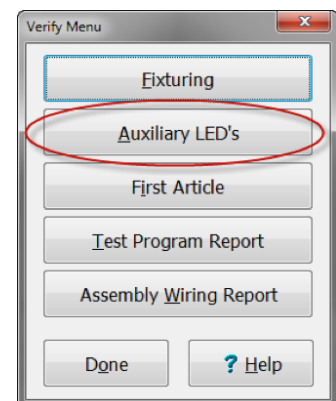 Verify Menu
x
Fixturing
Auxiliary LED's
First Article
Test Program Report
Assembly Wiring Report
Done ? Help